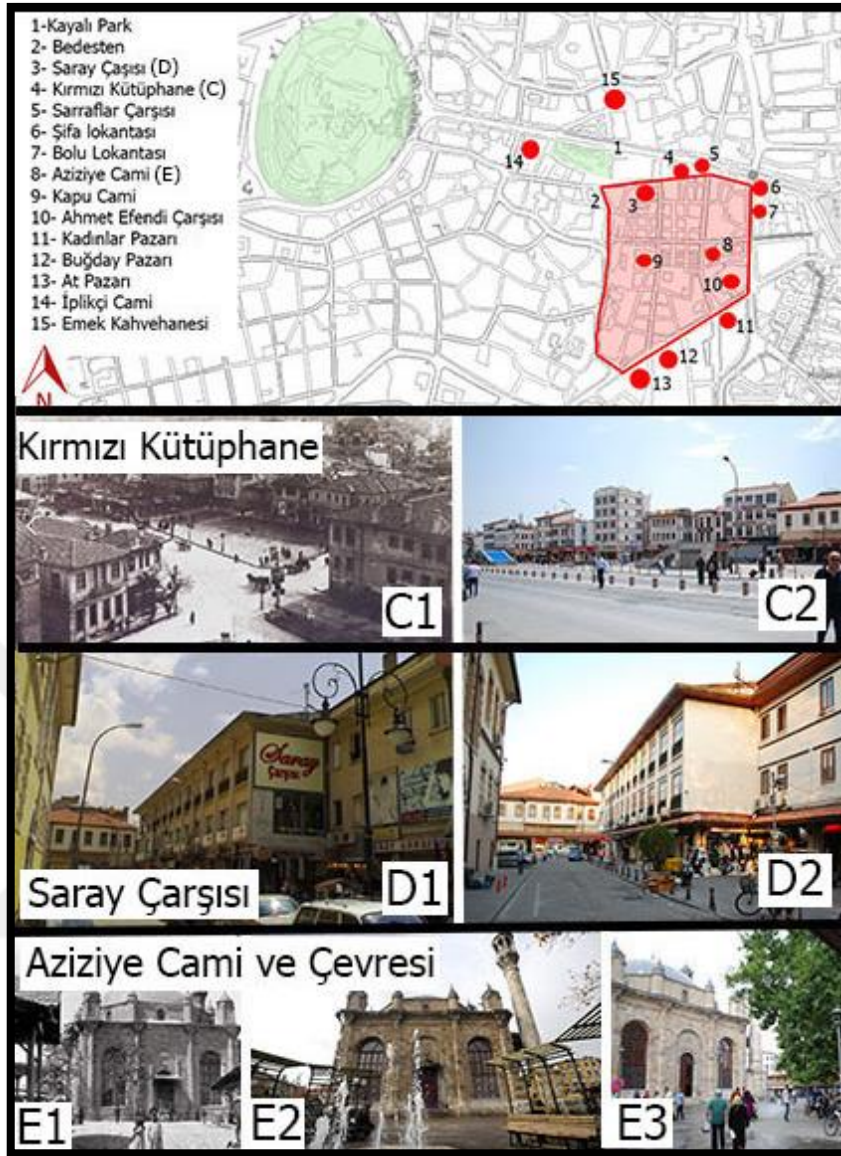 1-Kayalı Park
2- Bedesten
3- Saray Çaşısı (D)
4- Kırmızı Kütüphane (C)
5- Sarraflar Çarşısı
6- Şifa lokantası
7- Bolu Lokantası
8- Aziziye Cami (E)
9- Kapu Cami
10- Ahmet Efendi Çarşısı
11- Kadınlar Pazarı
12- Buğday Pazarı
13- At Pazarı
14- İplikçi Cami
15- Emek Kahvehanesi
N
15
14
1
4
5
2
3
6
7
8
9
10
11
12
13
Kırmızı Kütüphane
C1
C2
Saray
Çarşısı
Saray Çarşısı
D1
D2
Aziziye Cami ve Çevresi
E1
E2
E3